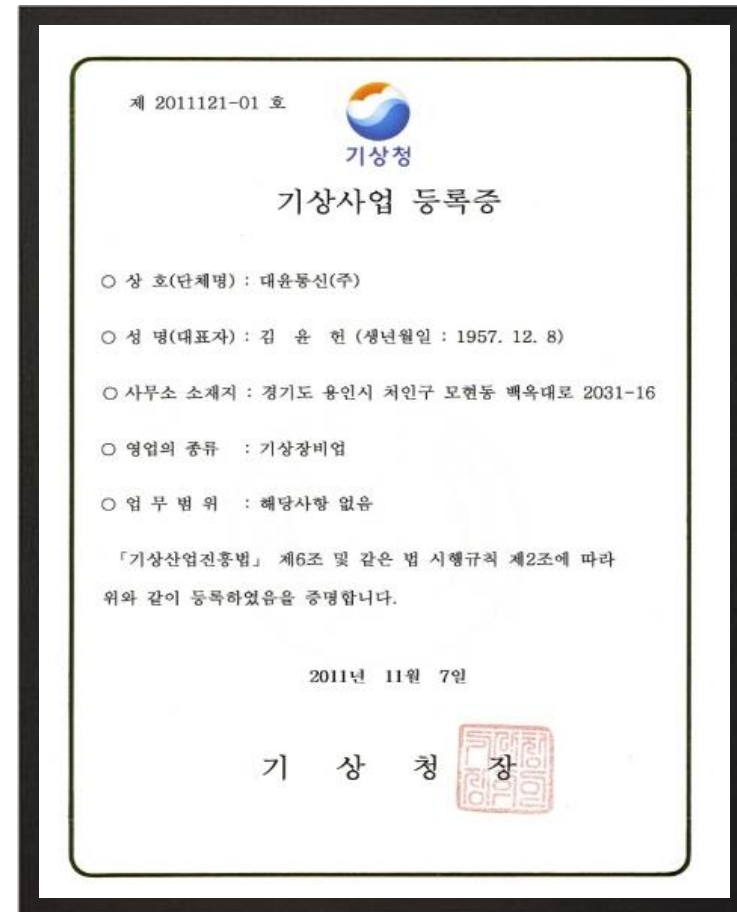 제 2011121-01 호
기상청
기상사업 등록증
○ 상 호(단체명) : 대윤통신(주)
○ 성 명(대표자) : 김 윤 헌 (생년월일 : 1957. 12. 8)
○ 사무소 소재지 : 경기도 용인시 처인구 모현동 백옥대로 2031-16
○ 영업의 종류 : 기상장비업
○ 업 무 범 위 : 해당사항 없음
「기상산업진흥법」 제6조 및 같은 법 시행규칙 제2조에 따라
위와 같이 등록하였음을 증명합니다.
2011년 11월 7일
기 상 청 장